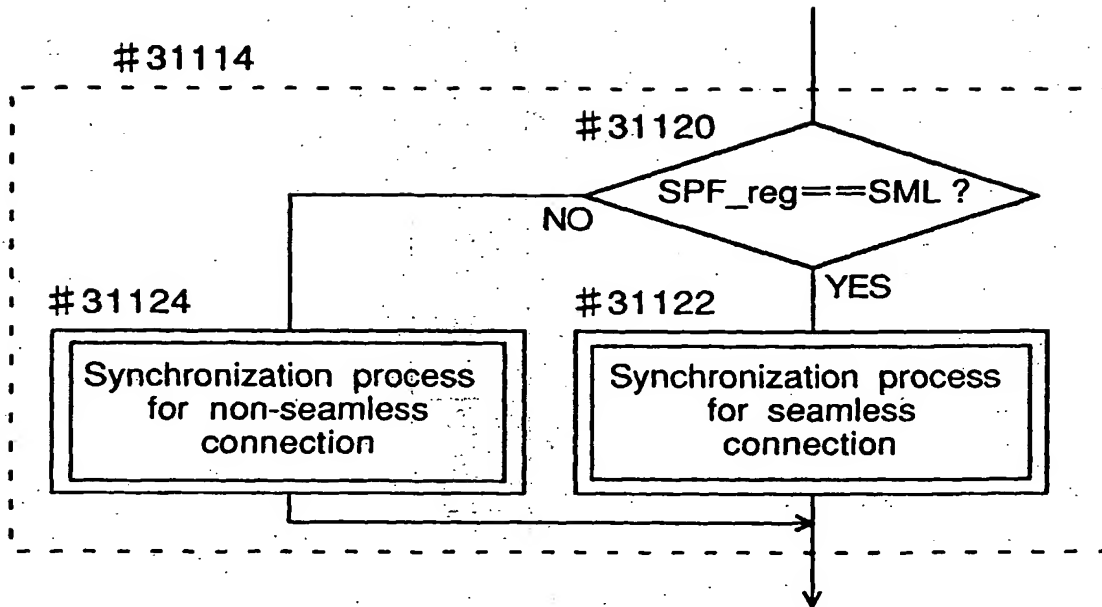 #31114
#31120
SPF_reg==SML ?
NO
YES
#31124
#31122
Synchronization process
for non-seamless
connection
Synchronization process
for seamless
connection